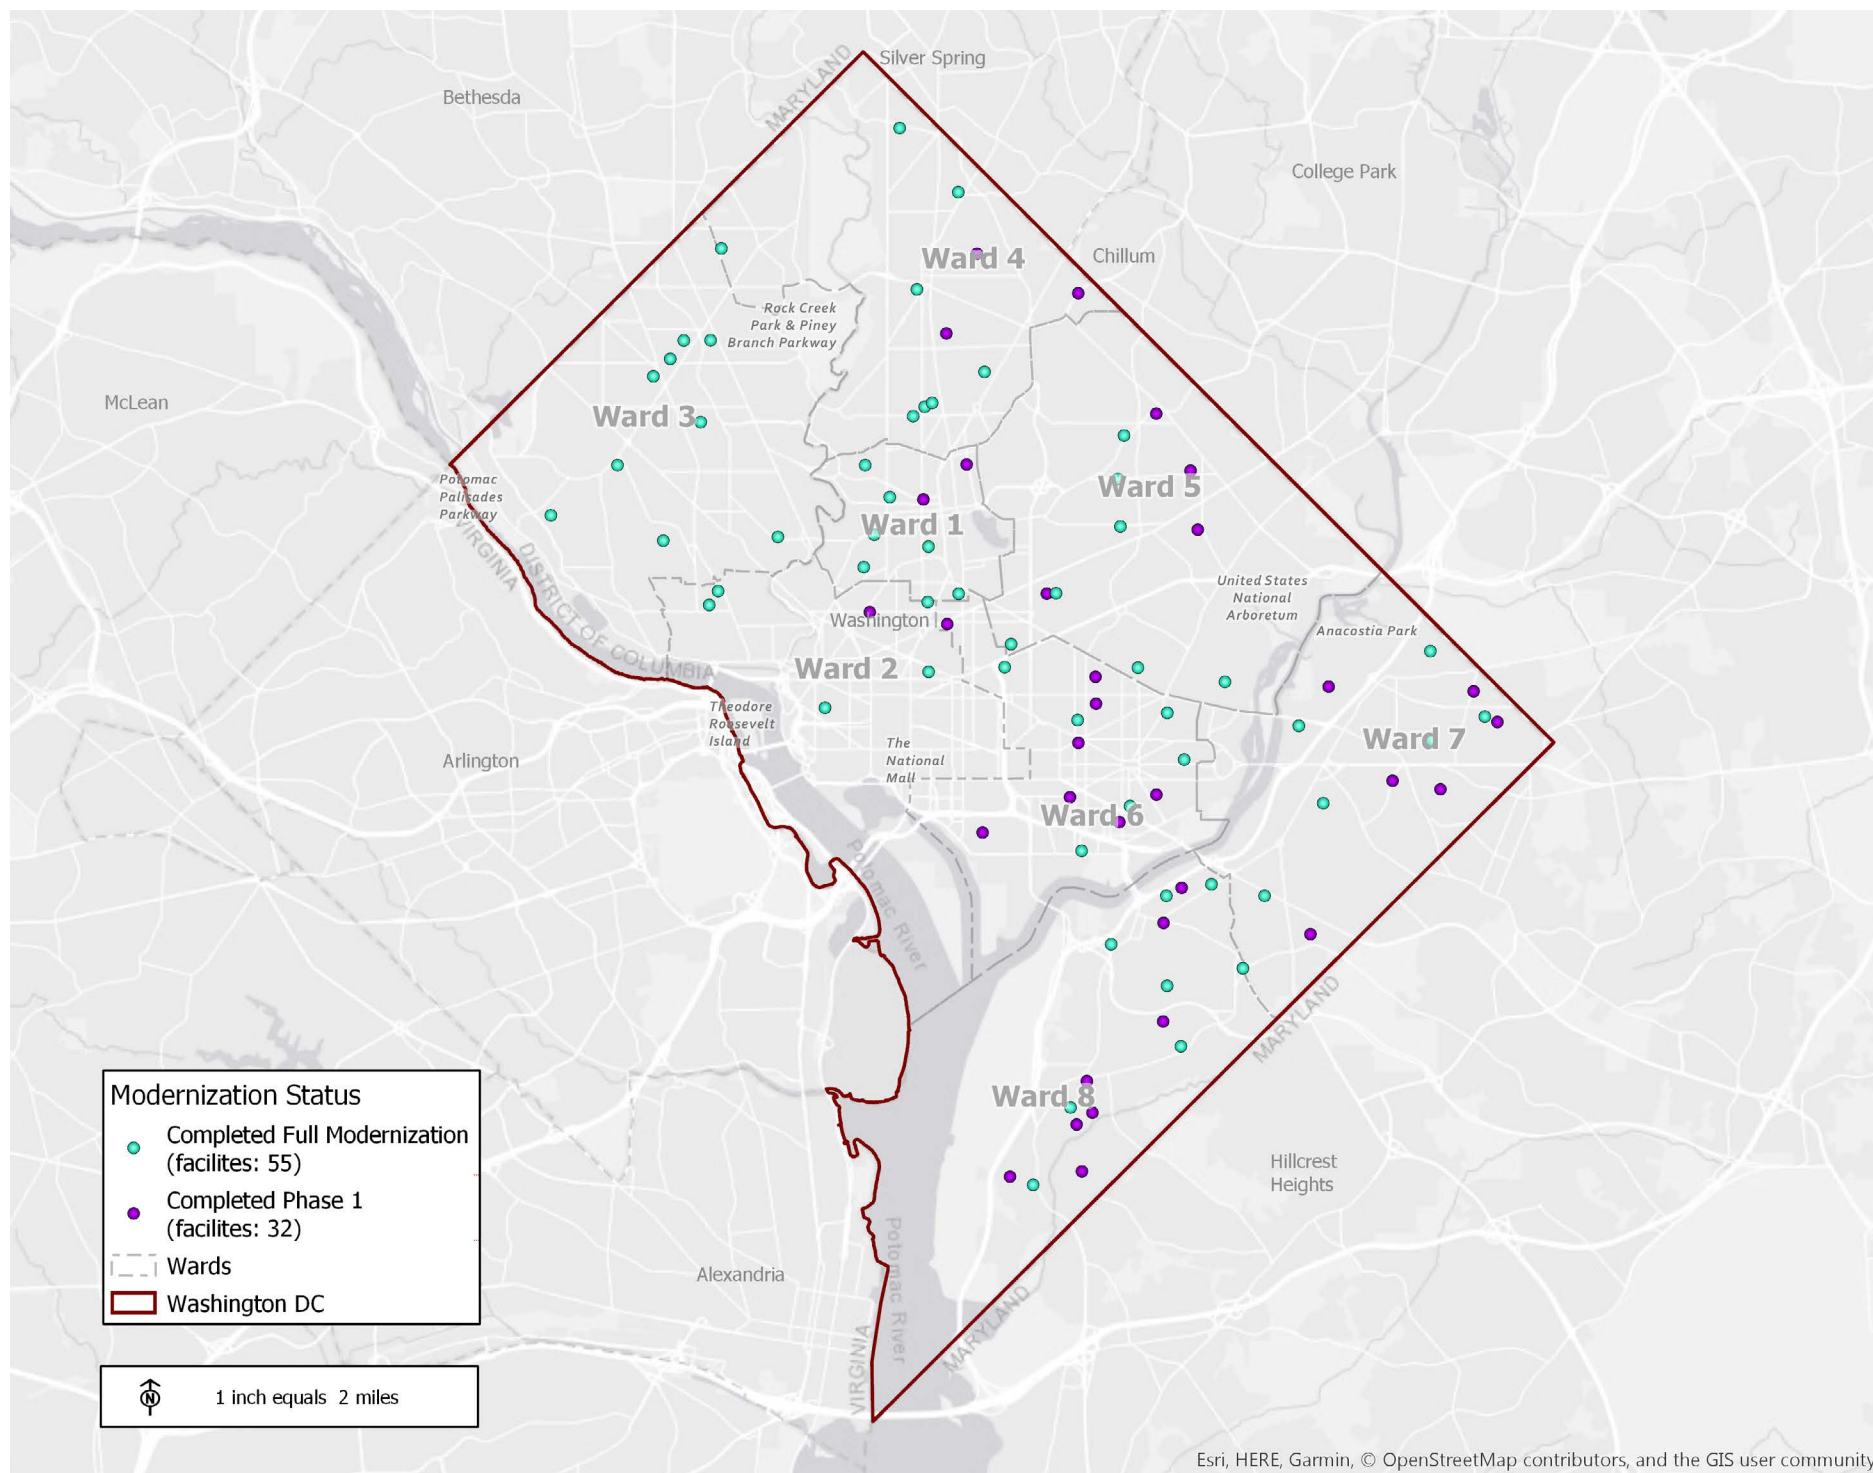 Silver Spring
MARYLAND
Bethesda
College Park
Ward 4
Chillum
Rock Creek
Park & Piney
Branch Parkway
McLean
Ward 3
Potomac
Palisades
Parkway
VIRGINIA
DISTRICT OF COLUMBIA
Ward 5
Ward 1
United States
National
Arboretum
Anacostia Park
Washington
Ward 2
Theodore
Roosevelt
Island
The
National
Mall
Ward 7
Arlington
Ward 6
Potomac River
MARYLAND
Ward 8
Hillcrest
Heights
Alexandria
Potomac River
VIRGINIA
MARYLAND
Modernization Status
Completed Full Modernization
(facilites: 55)
Completed Phase 1
(facilites: 32)
Wards
Washington DC
N
1 inch equals 2 miles
Esri, HERE, Garmin, © OpenStreetMap contributors, and the GIS user community